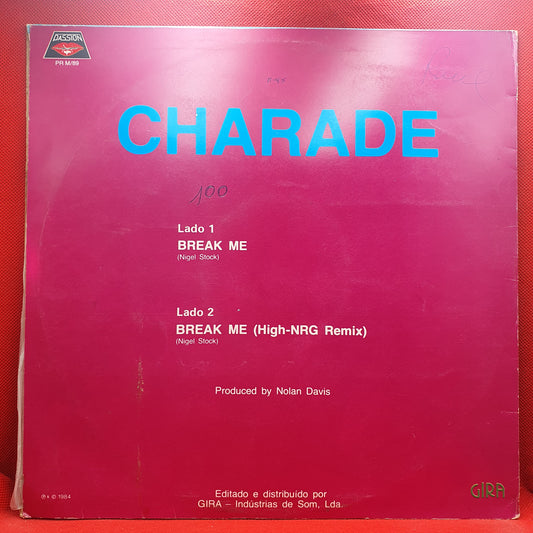 PASSION
PR M/89
CHARADE
100
Lado 1
BREAK ME
(Nigel Stock)
Lado 2
BREAK ME (High-NRG Remix)
(Nigel Stock)
Produced by Nolan Davis
℗ & © 1984
Editado e distribuído por
GIRA – Indústrias de Som, Lda.
GIRA